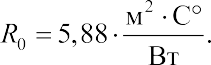 R₀ = 5,88 · м² · С° / Вт.